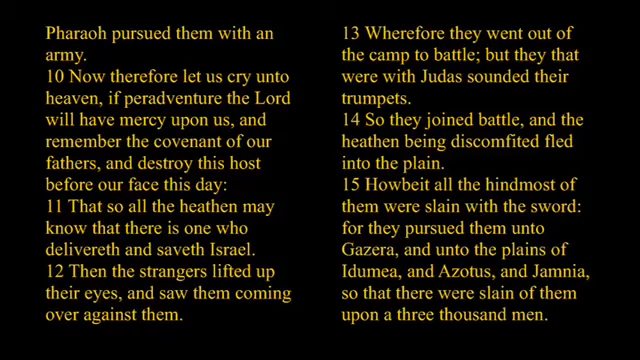 Pharaoh pursued them with an
army.
10 Now therefore let us cry unto
heaven, if peradventure the Lord
will have mercy upon us, and
remember the covenant of our
fathers, and destroy this host
before our face this day:
11 That so all the heathen may
know that there is one who
delivereth and saveth Israel.
12 Then the strangers lifted up
their eyes, and saw them coming
over against them.
13 Wherefore they went out of
the camp to battle; but they that
were with Judas sounded their
trumpets.
14 So they joined battle, and the
heathen being discomfited fled
into the plain.
15 Howbeit all the hindmost of
them were slain with the sword:
for they pursued them unto
Gazera, and unto the plains of
Idumea, and Azotus, and Jamnia,
so that there were slain of them
upon a three thousand men.